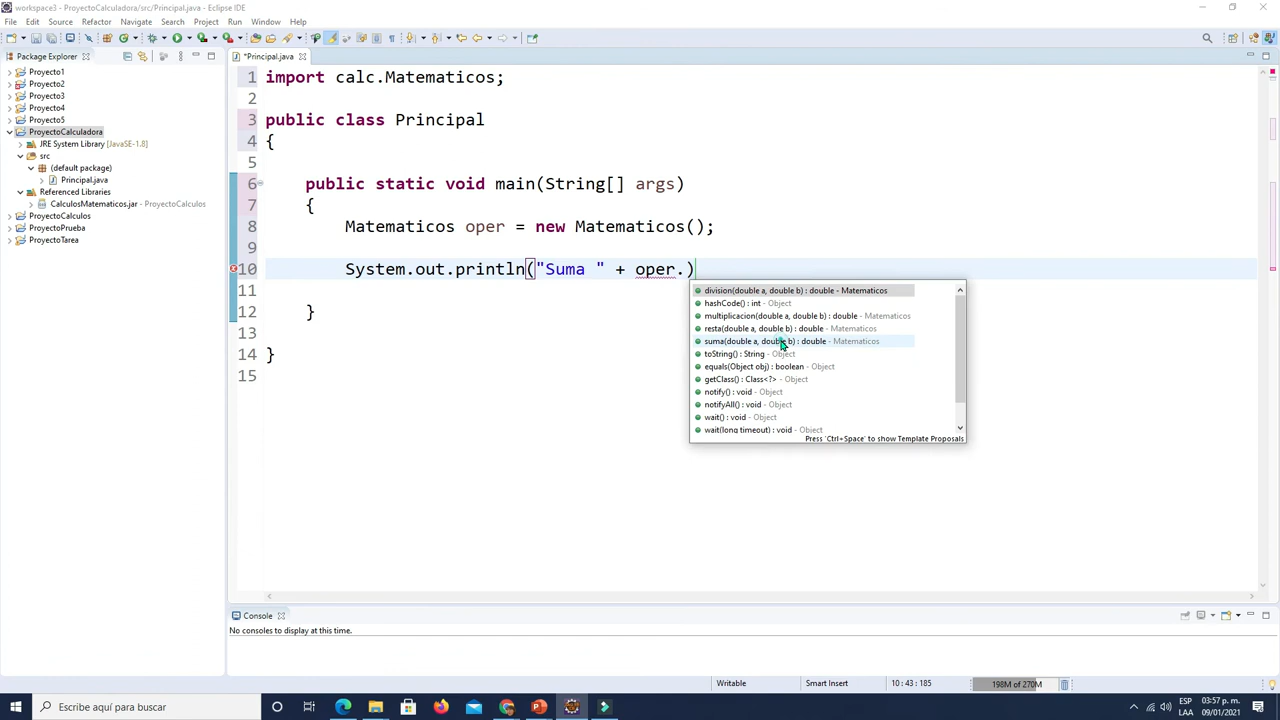 workspace3 - ProyectoCalculadora/src/Principal.java - Eclipse IDE
File Edit Source Refactor Navigate Search Project Run Window Help
Package Explorer
Proyecto1
Proyecto2
Proyecto3
Proyecto4
Proyecto5
ProyectoCalculadora
JRE System Library [JavaSE-1.8]
src
(default package)
Principal.java
Referenced Libraries
CalculosMatematicos.jar - ProyectoCalculos
ProyectoCalculos
ProyectoPrueba
ProyectoTarea
*Principal.java
1 import calc.Matematicos;
2
3 public class Principal
4 {
5
6 public static void main(String[] args)
7 {
8 Matematicos oper = new Matematicos();
9
10 System.out.println("Suma " + oper.)
11
12 }
13
14 }
15
division(double a, double b) : double - Matematicos
hashCode() : int - Object
multiplicacion(double a, double b) : double - Matematicos
resta(double a, double b) : double - Matematicos
suma(double a, double b) : double - Matematicos
toString() : String - Object
equals(Object obj) : boolean - Object
getClass() : Class<?> - Object
notify() : void - Object
notifyAll() : void - Object
wait() : void - Object
wait(long timeout) : void - Object
Press 'Ctrl+Space' to show Template Proposals
Console
No consoles to display at this time.
Writable Smart Insert 10 : 43 : 185 198M of 270M
Escribe aquí para buscar
ESP 03:57 p. m.
LAA 09/01/2021